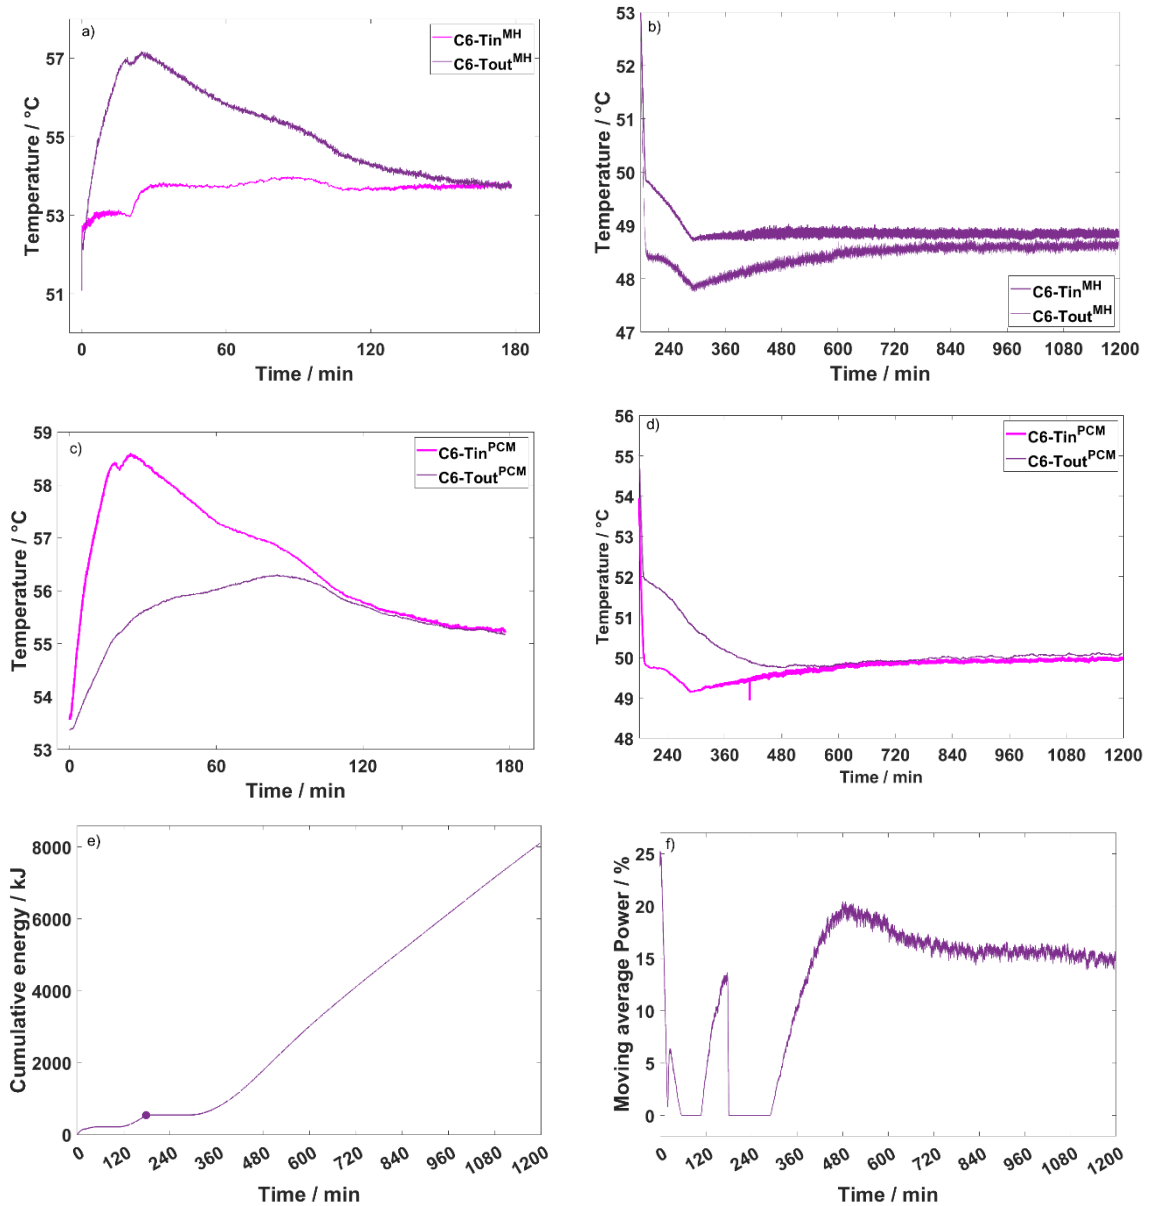 a)
C6-Tin^MH
C6-Tout^MH
57
55
53
51
Temperature / °C
0 60 120 180
Time / min
b)
53
52
51
50
49
48
47
Temperature / °C
C6-Tin^MH
C6-Tout^MH
240 360 480 600 720 840 960 1080 1200
Time / min
c)
C6-Tin^PCM
C6-Tout^PCM
59
58
57
56
55
54
53
Temperature / °C
0 60 120 180
Time / min
d)
C6-Tin^PCM
C6-Tout^PCM
56
55
54
53
52
51
50
49
48
Temperature / °C
240 360 480 600 720 840 960 1080 1200
Time / min
e)
8000
6000
4000
2000
0
Cumulative energy / kJ
0 120 240 360 480 600 720 840 960 1080 1200
Time / min
f)
25
20
15
10
5
0
Moving average Power / %
0 120 240 360 480 600 720 840 960 1080 1200
Time / min